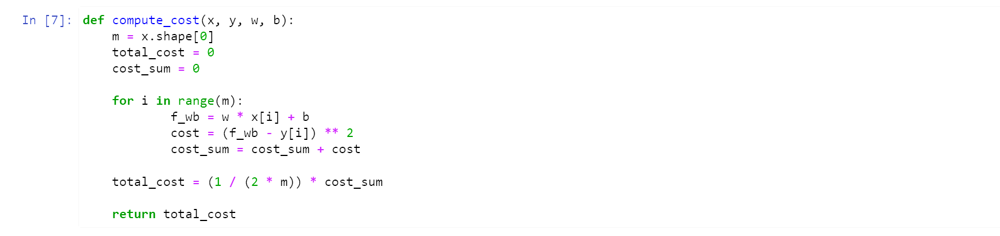 In [7]: def compute_cost(x, y, w, b):
    m = x.shape[0]
    total_cost = 0
    cost_sum = 0

    for i in range(m):
            f_wb = w * x[i] + b
            cost = (f_wb - y[i]) ** 2
            cost_sum = cost_sum + cost

    total_cost = (1 / (2 * m)) * cost_sum

    return total_cost